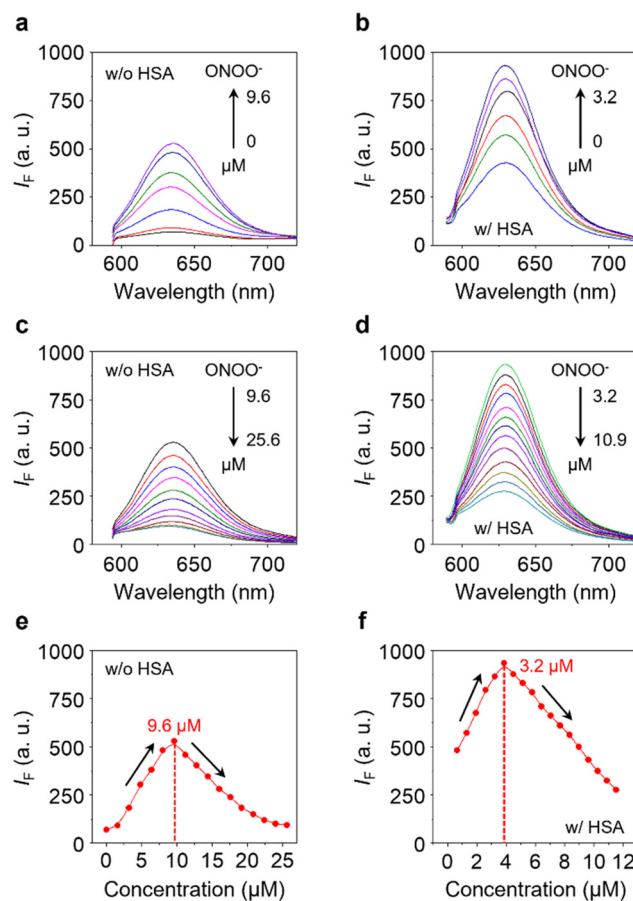 a
w/o HSA
ONOO⁻
9.6
0
µM
1000
750
500
250
0
I_F (a. u.)
600 650 700
Wavelength (nm)
b
ONOO⁻
3.2
0
µM
w/ HSA
1000
750
500
250
0
I_F (a. u.)
600 650 700
Wavelength (nm)
c
w/o HSA
ONOO⁻
9.6
25.6
µM
1000
750
500
250
0
I_F (a. u.)
600 650 700
Wavelength (nm)
d
ONOO⁻
3.2
10.9
µM
w/ HSA
1000
750
500
250
0
I_F (a. u.)
600 650 700
Wavelength (nm)
e
w/o HSA
9.6 µM
1000
750
500
250
0
I_F (a. u.)
0 5 10 15 20 25
Concentration (µM)
f
3.2 µM
w/ HSA
1000
750
500
250
0
I_F (a. u.)
0 2 4 6 8 10 12
Concentration (µM)